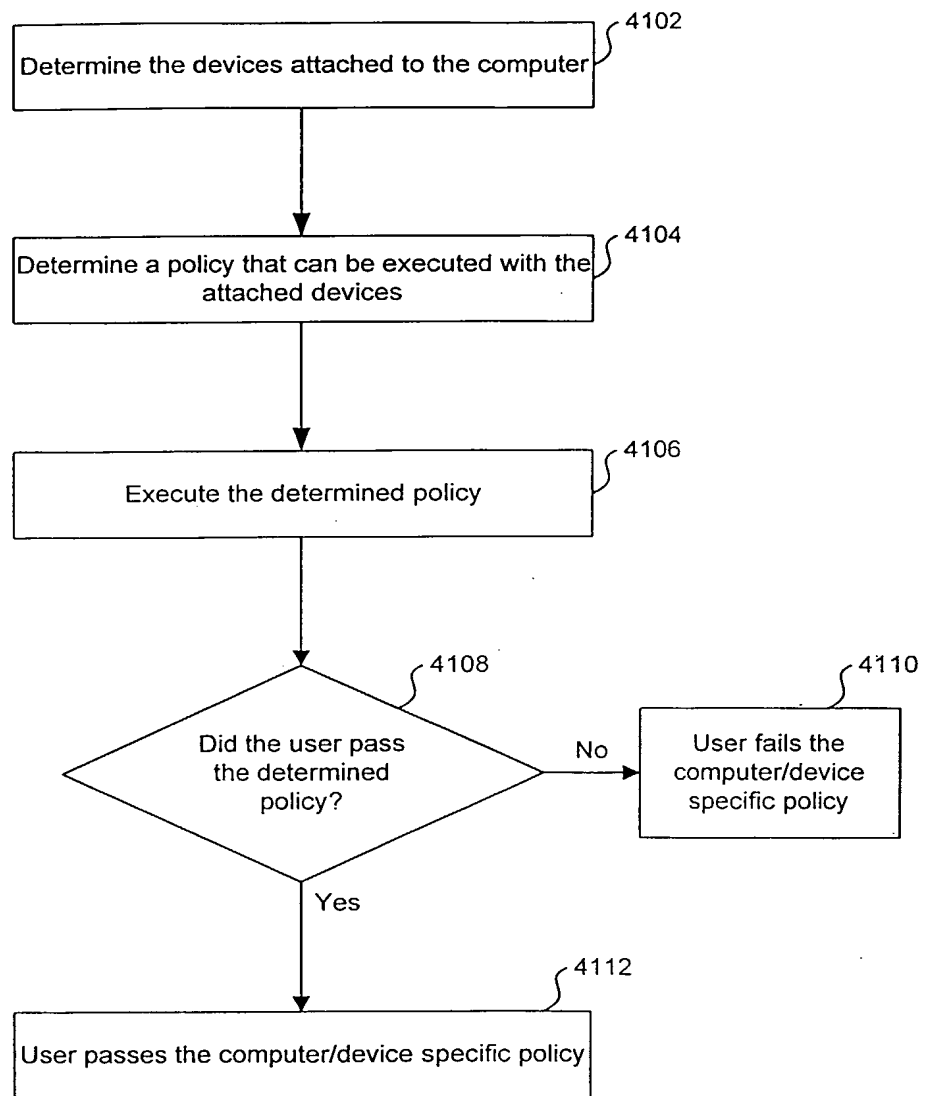 4102
Determine the devices attached to the computer
4104
Determine a policy that can be executed with the
attached devices
4106
Execute the determined policy
4108
Did the user pass
the determined
policy?
No
4110
User fails the
computer/device
specific policy
Yes
4112
User passes the computer/device specific policy